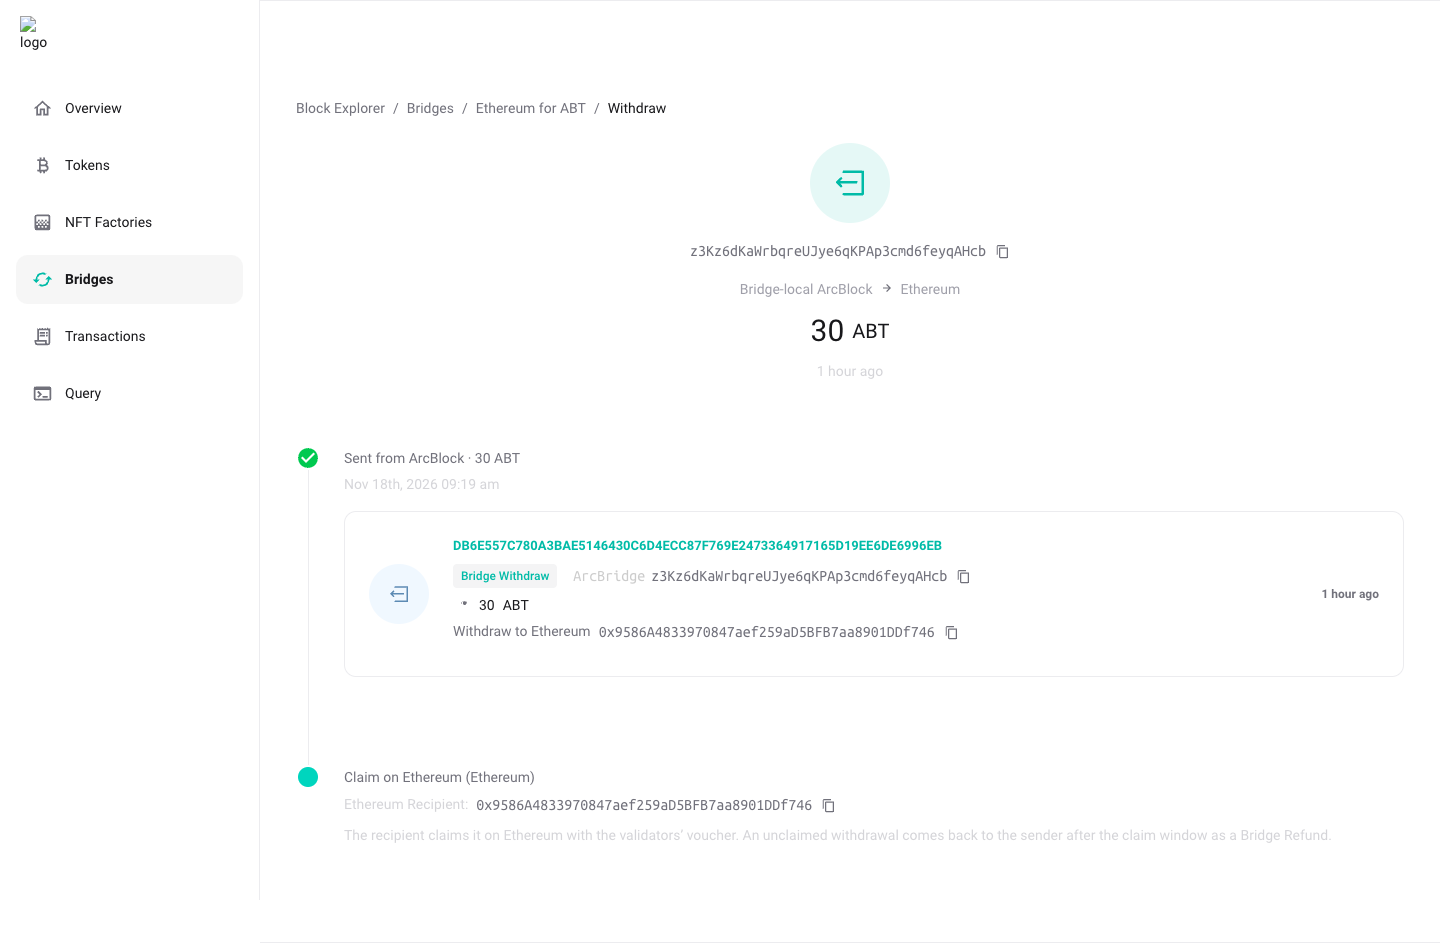 logo
Overview
Tokens
NFT Factories
Bridges
Transactions
Query
Block Explorer / Bridges / Ethereum for ABT / Withdraw
z3Kz6dKaWrbqreUJye6qKPAp3cmd6feyqAHcb
Bridge-local ArcBlock → Ethereum
30 ABT
1 hour ago
Sent from ArcBlock · 30 ABT
Nov 18th, 2026 09:19 am
DB6E557C780A3BAE5146430C6D4ECC87F769E2473364917165D19EE6DE6996EB
Bridge Withdraw ArcBridge z3Kz6dKaWrbqreUJye6qKPAp3cmd6feyqAHcb
30 ABT
1 hour ago
Withdraw to Ethereum 0x9586A4833970847aef259aD5BFB7aa8901DDf746
Claim on Ethereum (Ethereum)
Ethereum Recipient: 0x9586A4833970847aef259aD5BFB7aa8901DDf746
The recipient claims it on Ethereum with the validators’ voucher. An unclaimed withdrawal comes back to the sender after the claim window as a Bridge Refund.